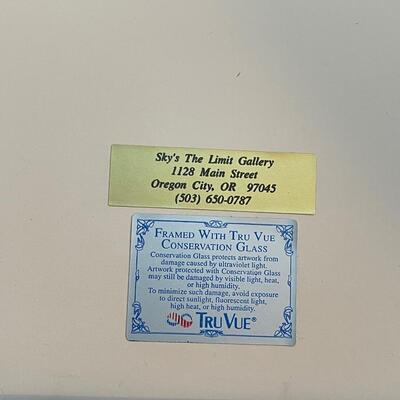 Sky's The Limit Gallery
1128 Main Street
Oregon City, OR 97045
(503) 650-0787
FRAMED WITH TRU VUE
CONSERVATION GLASS
Conservation Glass protects artwork from
damage caused by ultraviolet light.
Artwork protected with Conservation Glass
may still be damaged by visible light, heat,
or high humidity.
To minimize such damage, avoid exposure
to direct sunlight, fluorescent light,
high heat, or high humidity.
TRU VUE®